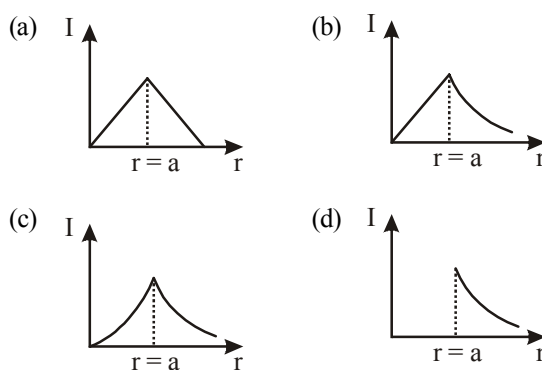 (a) I
r = a r
(b) I
r = a r
(c) I
r = a r
(d) I
r = a r